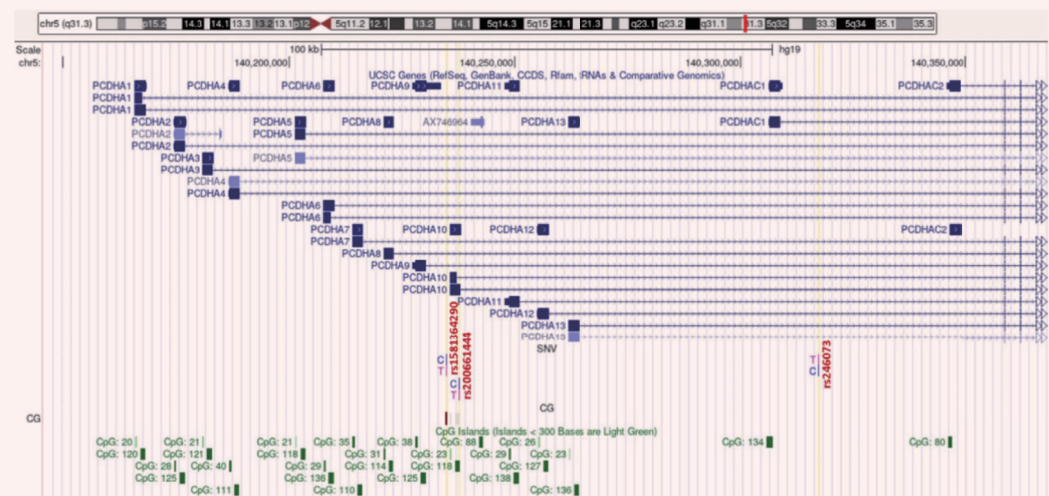 chr5 (q31.3) p15.2 14.3 14.1 13.3 13.2 13.1 p12 5q11.2 12.1 13.2 14.1 5q14.3 5q15 21.1 21.3 q23.1 q23.2 q31.1 31.3 5q32 33.3 5q34 35.1 35.3
Scale 100 kb hg19
chr5: 140,200,000 140,250,000 140,300,000 140,350,000
UCSC Genes (RefSeq, GenBank, CCDS, Rfam, tRNAs & Comparative Genomics)
PCDHA1 PCDHA4 PCDHA6 PCDHA9 PCDHA11 PCDHAC1 PCDHAC2
PCDHA1
PCDHA1
PCDHA2 PCDHA5 PCDHA8 AX746964 PCDHA13 PCDHAC1
PCDHA2 PCDHA5
PCDHA2
PCDHA3 PCDHA5
PCDHA3
PCDHA4
PCDHA4
PCDHA6
PCDHA6
PCDHA7 PCDHA10 PCDHA12 PCDHAC2
PCDHA7
PCDHA8
PCDHA9
PCDHA10
PCDHA10
PCDHA11
PCDHA12
PCDHA13
PCDHA13
SNV
C T rs1581364290
C T rs200661444
T C rs246073
CG
CG
CpG Islands (Islands < 300 Bases are Light Green)
CpG: 20 CpG: 21 CpG: 21 CpG: 35 CpG: 38 CpG: 88 CpG: 26 CpG: 134 CpG: 80
CpG: 120 CpG: 121 CpG: 118 CpG: 31 CpG: 23 CpG: 29 CpG: 23
CpG: 28 CpG: 40 CpG: 29 CpG: 114 CpG: 118 CpG: 127
CpG: 125 CpG: 136 CpG: 125 CpG: 138
CpG: 111 CpG: 110 CpG: 136